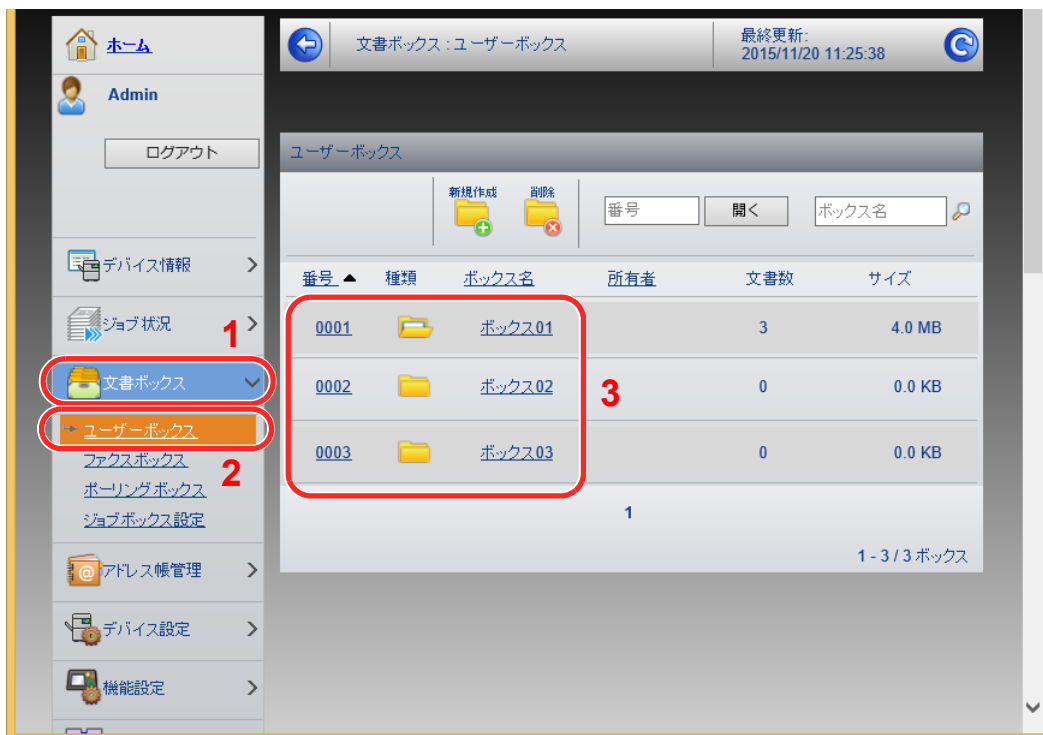 ホーム
文書ボックス : ユーザーボックス
最終更新:
2015/11/20 11:25:38
Admin
ログアウト
ユーザーボックス
新規作成 削除
番号 開く ボックス名
デバイス情報
番号 ▲ 種類 ボックス名 所有者 文書数 サイズ
ジョブ状況
1
0001 ボックス01 3 4.0 MB
文書ボックス
0002 ボックス02 0 0.0 KB
3
ユーザーボックス
0003 ボックス03 0 0.0 KB
ファクスボックス
2
ポーリングボックス
ジョブボックス設定
1
1 - 3 / 3 ボックス
アドレス帳管理
デバイス設定
機能設定